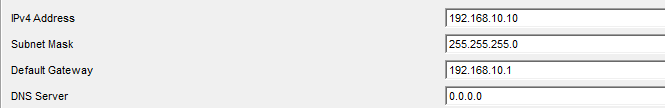 IPv4 Address 192.168.10.10
Subnet Mask 255.255.255.0
Default Gateway 192.168.10.1
DNS Server 0.0.0.0